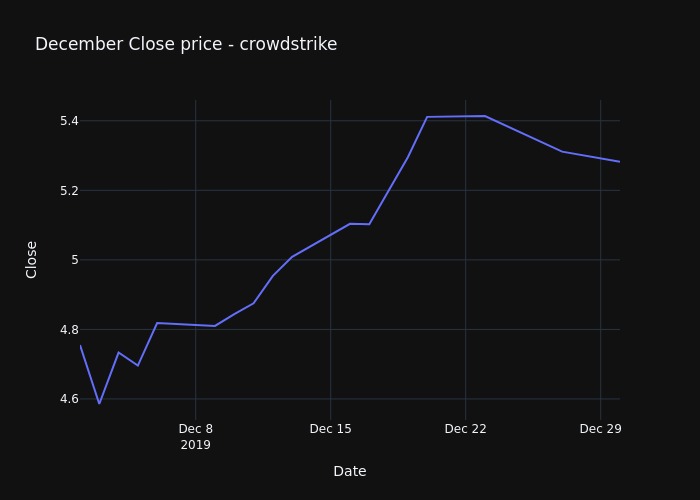 December Close price - crowdstrike
5.4
5.2
5
4.8
4.6
Close
Dec 8
2019
Dec 15
Dec 22
Dec 29
Date